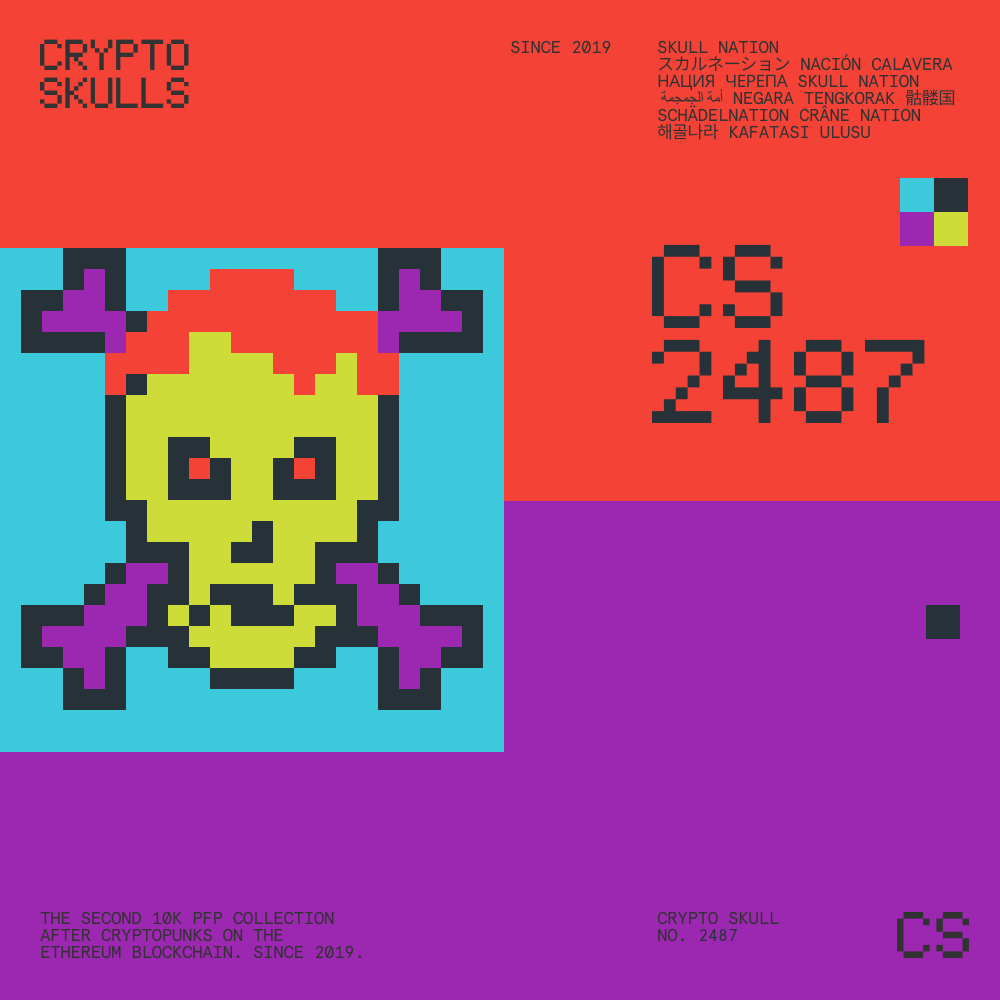 CRYPTO
SKULLS
SINCE 2019
SKULL NATION
スカルネーション NACIÓN CALAVERA
НАЦИЯ ЧЕРЕПА SKULL NATION
أمة الجمجمة NEGARA TENGKORAK 骷髅国
SCHÄDELNATION CRÂNE NATION
해골나라 KAFATASI ULUSU
CS
2487
THE SECOND 10K PFP COLLECTION
AFTER CRYPTOPUNKS ON THE
ETHEREUM BLOCKCHAIN. SINCE 2019.
CRYPTO SKULL
NO. 2487
CS